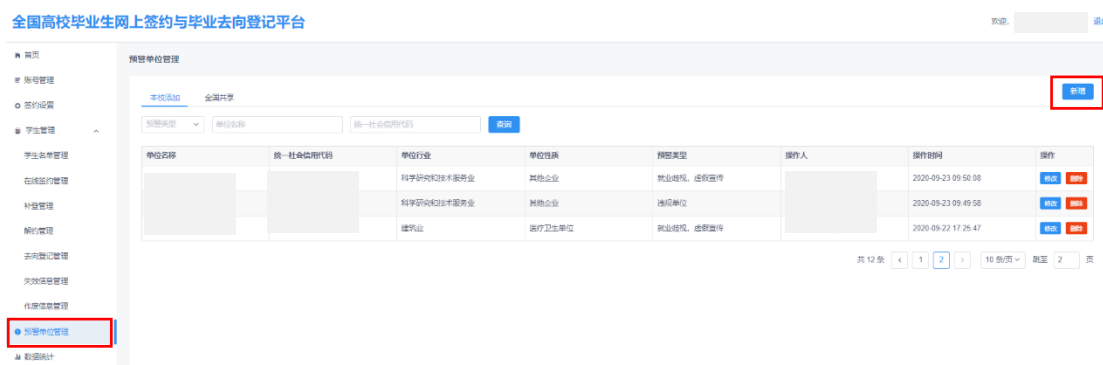 全国高校毕业生网上签约与毕业去向登记平台
欢迎,
首页
账号管理
签约设置
学生管理
学生名单管理
在线签约管理
补登管理
解约管理
去向登记管理
失效信息管理
作废信息管理
预警单位管理
数据统计
预警单位管理
新增
本校添加 全国共享
预警类型 单位名称 统一社会信用代码 查询
单位名称 统一社会信用代码 单位行业 单位性质 预警类型 操作人 操作时间 操作
科学研究和技术服务业 其他企业 就业歧视, 虚假宣传 2020-09-23 09:50:08 修改 删除
科学研究和技术服务业 其他企业 违规单位 2020-09-23 09:49:58 修改 删除
建筑业 医疗卫生单位 就业歧视, 虚假宣传 2020-09-22 17:25:47 修改 删除
共 12 条 < 1 2 > 10 条/页 跳至 2 页